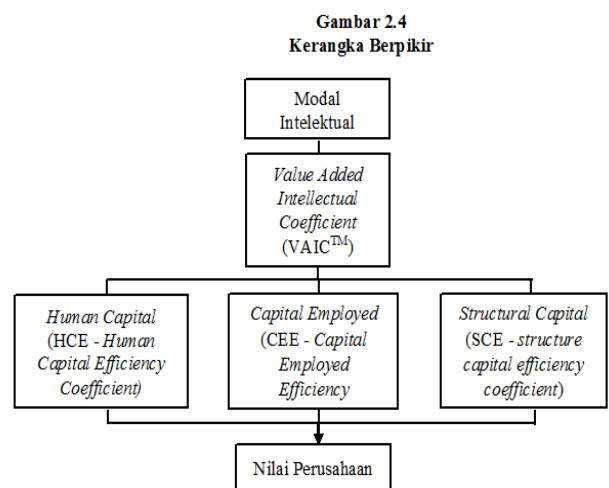 Gambar 2.4
Kerangka Berpikir
Modal
Intelektual
Value Added
Intellectual
Coefficient
(VAIC™)
Human Capital
(HCE - Human
Capital Efficiency
Coefficient)
Capital Employed
(CEE - Capital
Employed
Efficiency
Structural Capital
(SCE - structure
capital efficiency
coefficient)
Nilai Perusahaan